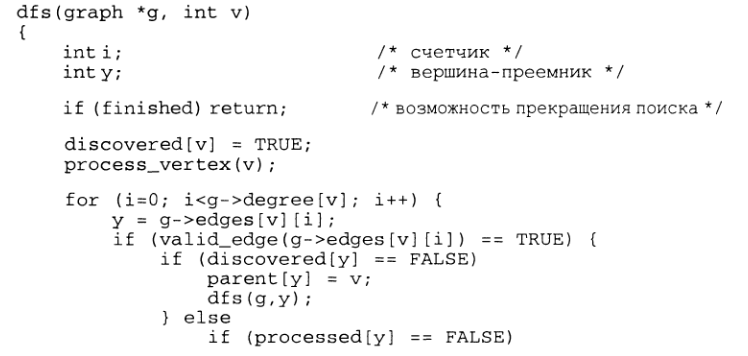 dfs(graph *g, int v)
{
int i; /* счетчик */
int y; /* вершина-преемник */
if (finished) return; /* возможность прекращения поиска */
discovered[v] = TRUE;
process_vertex(v);
for (i=0; i<g->degree[v]; i++) {
y = g->edges[v][i];
if (valid_edge(g->edges[v][i]) == TRUE) {
if (discovered[y] == FALSE)
parent[y] = v;
dfs(g,y);
} else
if (processed[y] == FALSE)